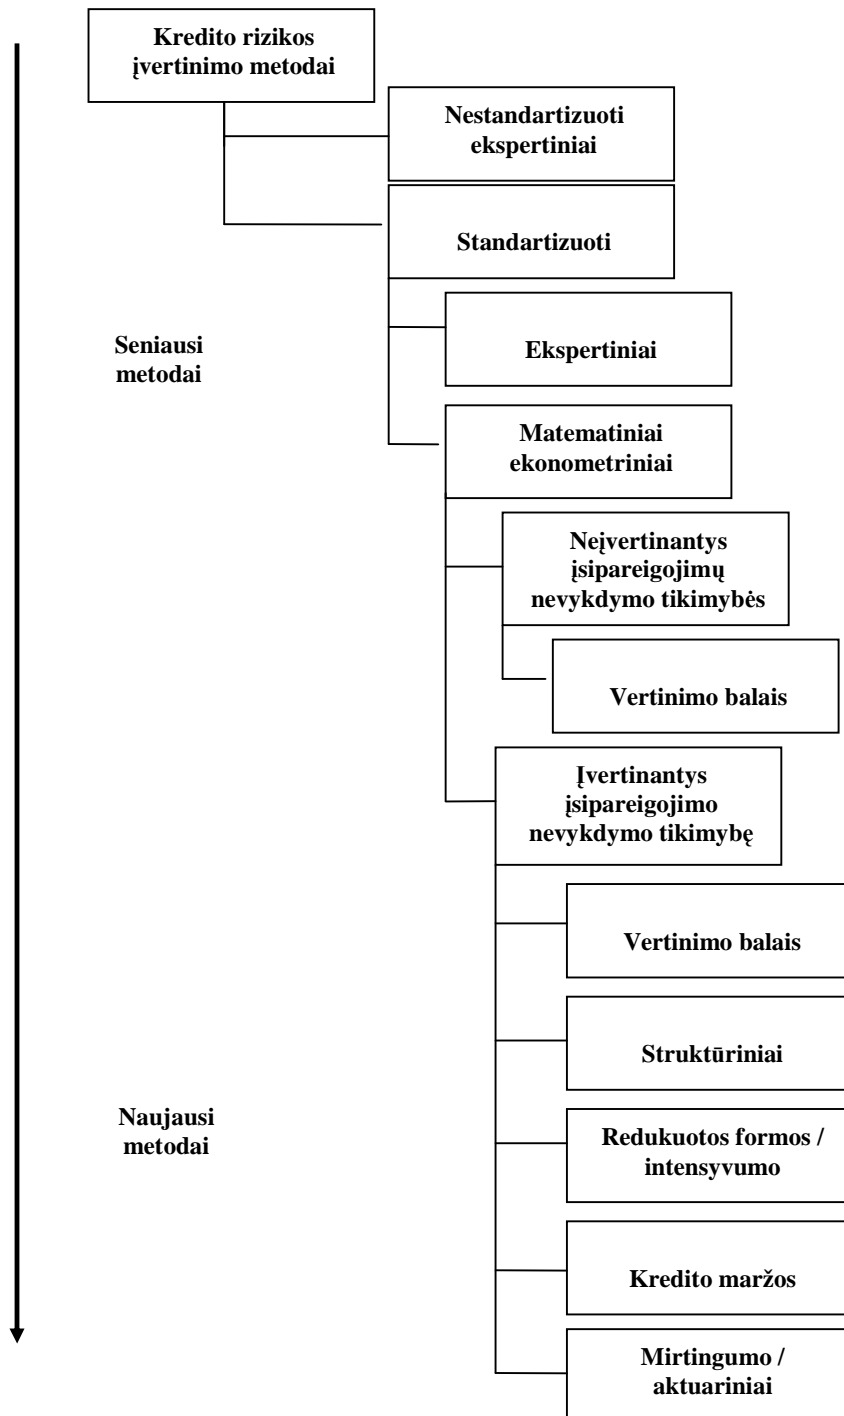 Kredito rizikos
įvertinimo metodai
Nestandartizuoti
ekspertiniai
Standartizuoti
Seniausi
metodai
Ekspertiniai
Matematiniai
ekonometriniai
Neįvertinantys
įsipareigojimų
nevykdymo tikimybės
Vertinimo balais
Įvertinantys
įsipareigojimo
nevykdymo tikimybę
Vertinimo balais
Struktūriniai
Naujausi
metodai
Redukuotos formos /
intensyvumo
Kredito maržos
Mirtingumo /
aktuariniai